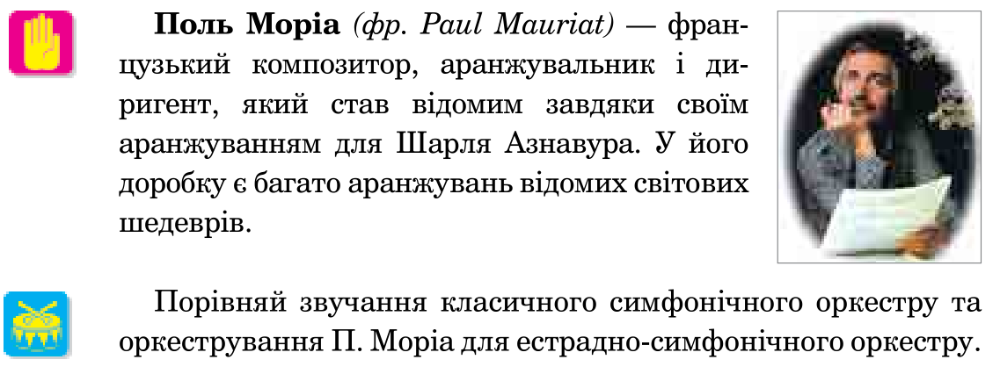 Поль Моріа (фр. Paul Mauriat) — фран-
цузький композитор, аранжувальник і ди-
ригент, який став відомим завдяки своїм
аранжуванням для Шарля Азнавура. У його
доробку є багато аранжувань відомих світових
шедеврів.
Порівняй звучання класичного симфонічного оркестру та
оркестрування П. Моріа для естрадно-симфонічного оркестру.